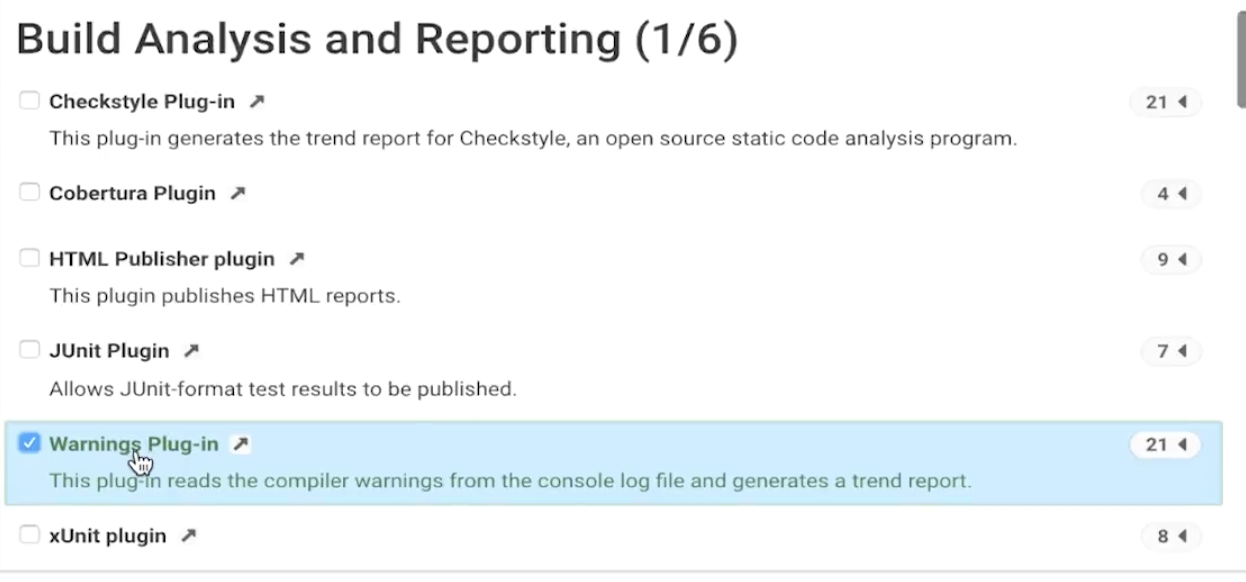 Build Analysis and Reporting (1/6)
Checkstyle Plug-in 21
This plug-in generates the trend report for Checkstyle, an open source static code analysis program.
Cobertura Plugin 4
HTML Publisher plugin 9
This plugin publishes HTML reports.
JUnit Plugin 7
Allows JUnit-format test results to be published.
Warnings Plug-in 21
This plug-in reads the compiler warnings from the console log file and generates a trend report.
xUnit plugin 8